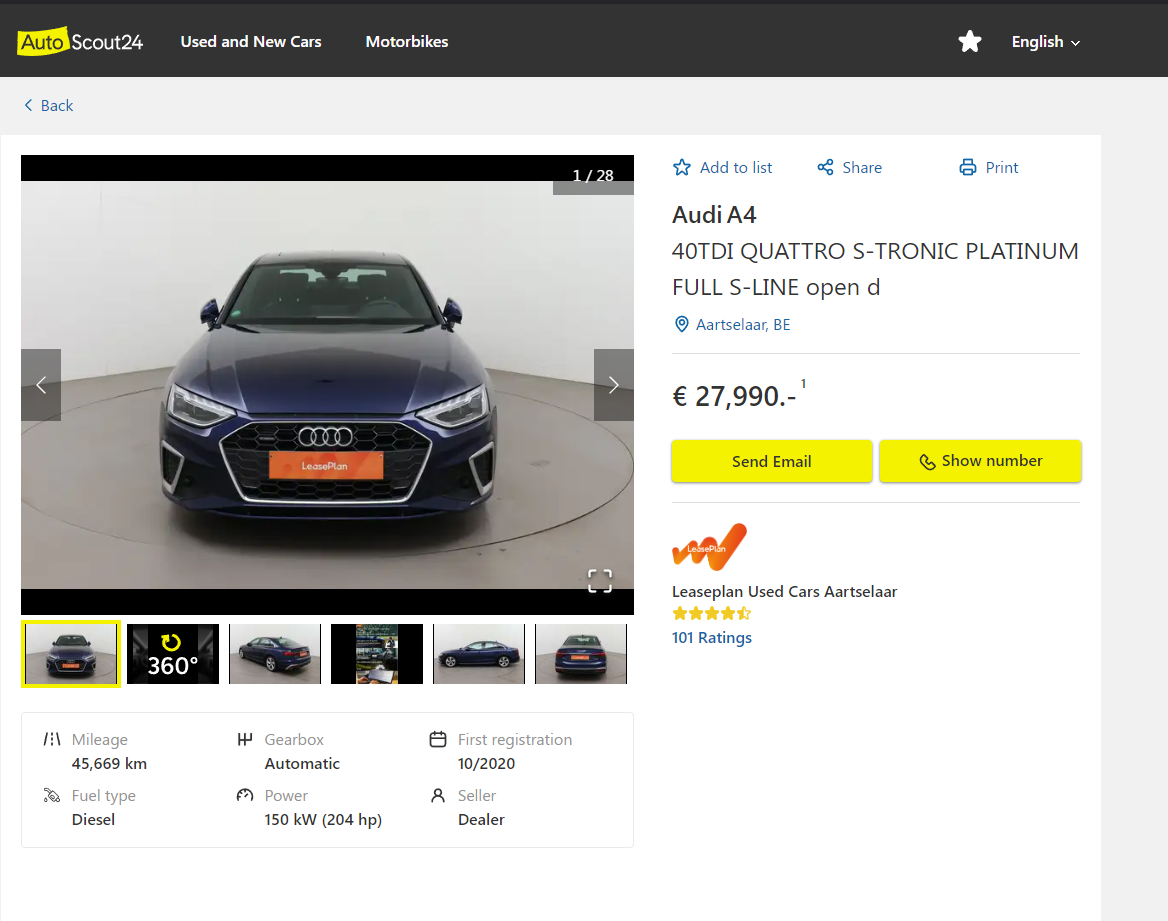 AutoScout24
Used and New Cars
Motorbikes
English
Back
1 / 28
LeasePlan
360°
Add to list
Share
Print
Audi A4
40TDI QUATTRO S-TRONIC PLATINUM
FULL S-LINE open d
Aartselaar, BE
€ 27,990.- 1
Send Email
Show number
LeasePlan
Leaseplan Used Cars Aartselaar
101 Ratings
Mileage
45,669 km
Gearbox
Automatic
First registration
10/2020
Fuel type
Diesel
Power
150 kW (204 hp)
Seller
Dealer